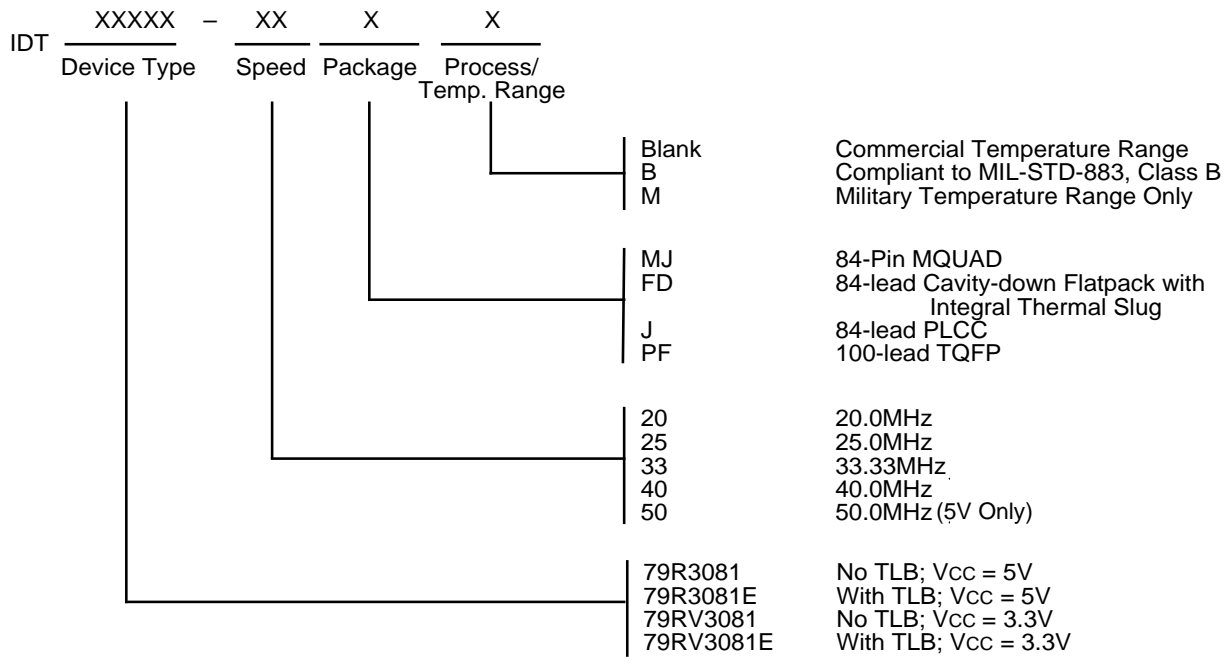 XXXXX – XX X X
IDT
Device Type Speed Package Process/
Temp. Range
Blank Commercial Temperature Range
B Compliant to MIL-STD-883, Class B
M Military Temperature Range Only
MJ 84-Pin MQUAD
FD 84-lead Cavity-down Flatpack with
Integral Thermal Slug
J 84-lead PLCC
PF 100-lead TQFP
20 20.0MHz
25 25.0MHz
33 33.33MHz
40 40.0MHz
50 50.0MHz (5V Only)
79R3081 No TLB; VCC = 5V
79R3081E With TLB; VCC = 5V
79RV3081 No TLB; VCC = 3.3V
79RV3081E With TLB; VCC = 3.3V